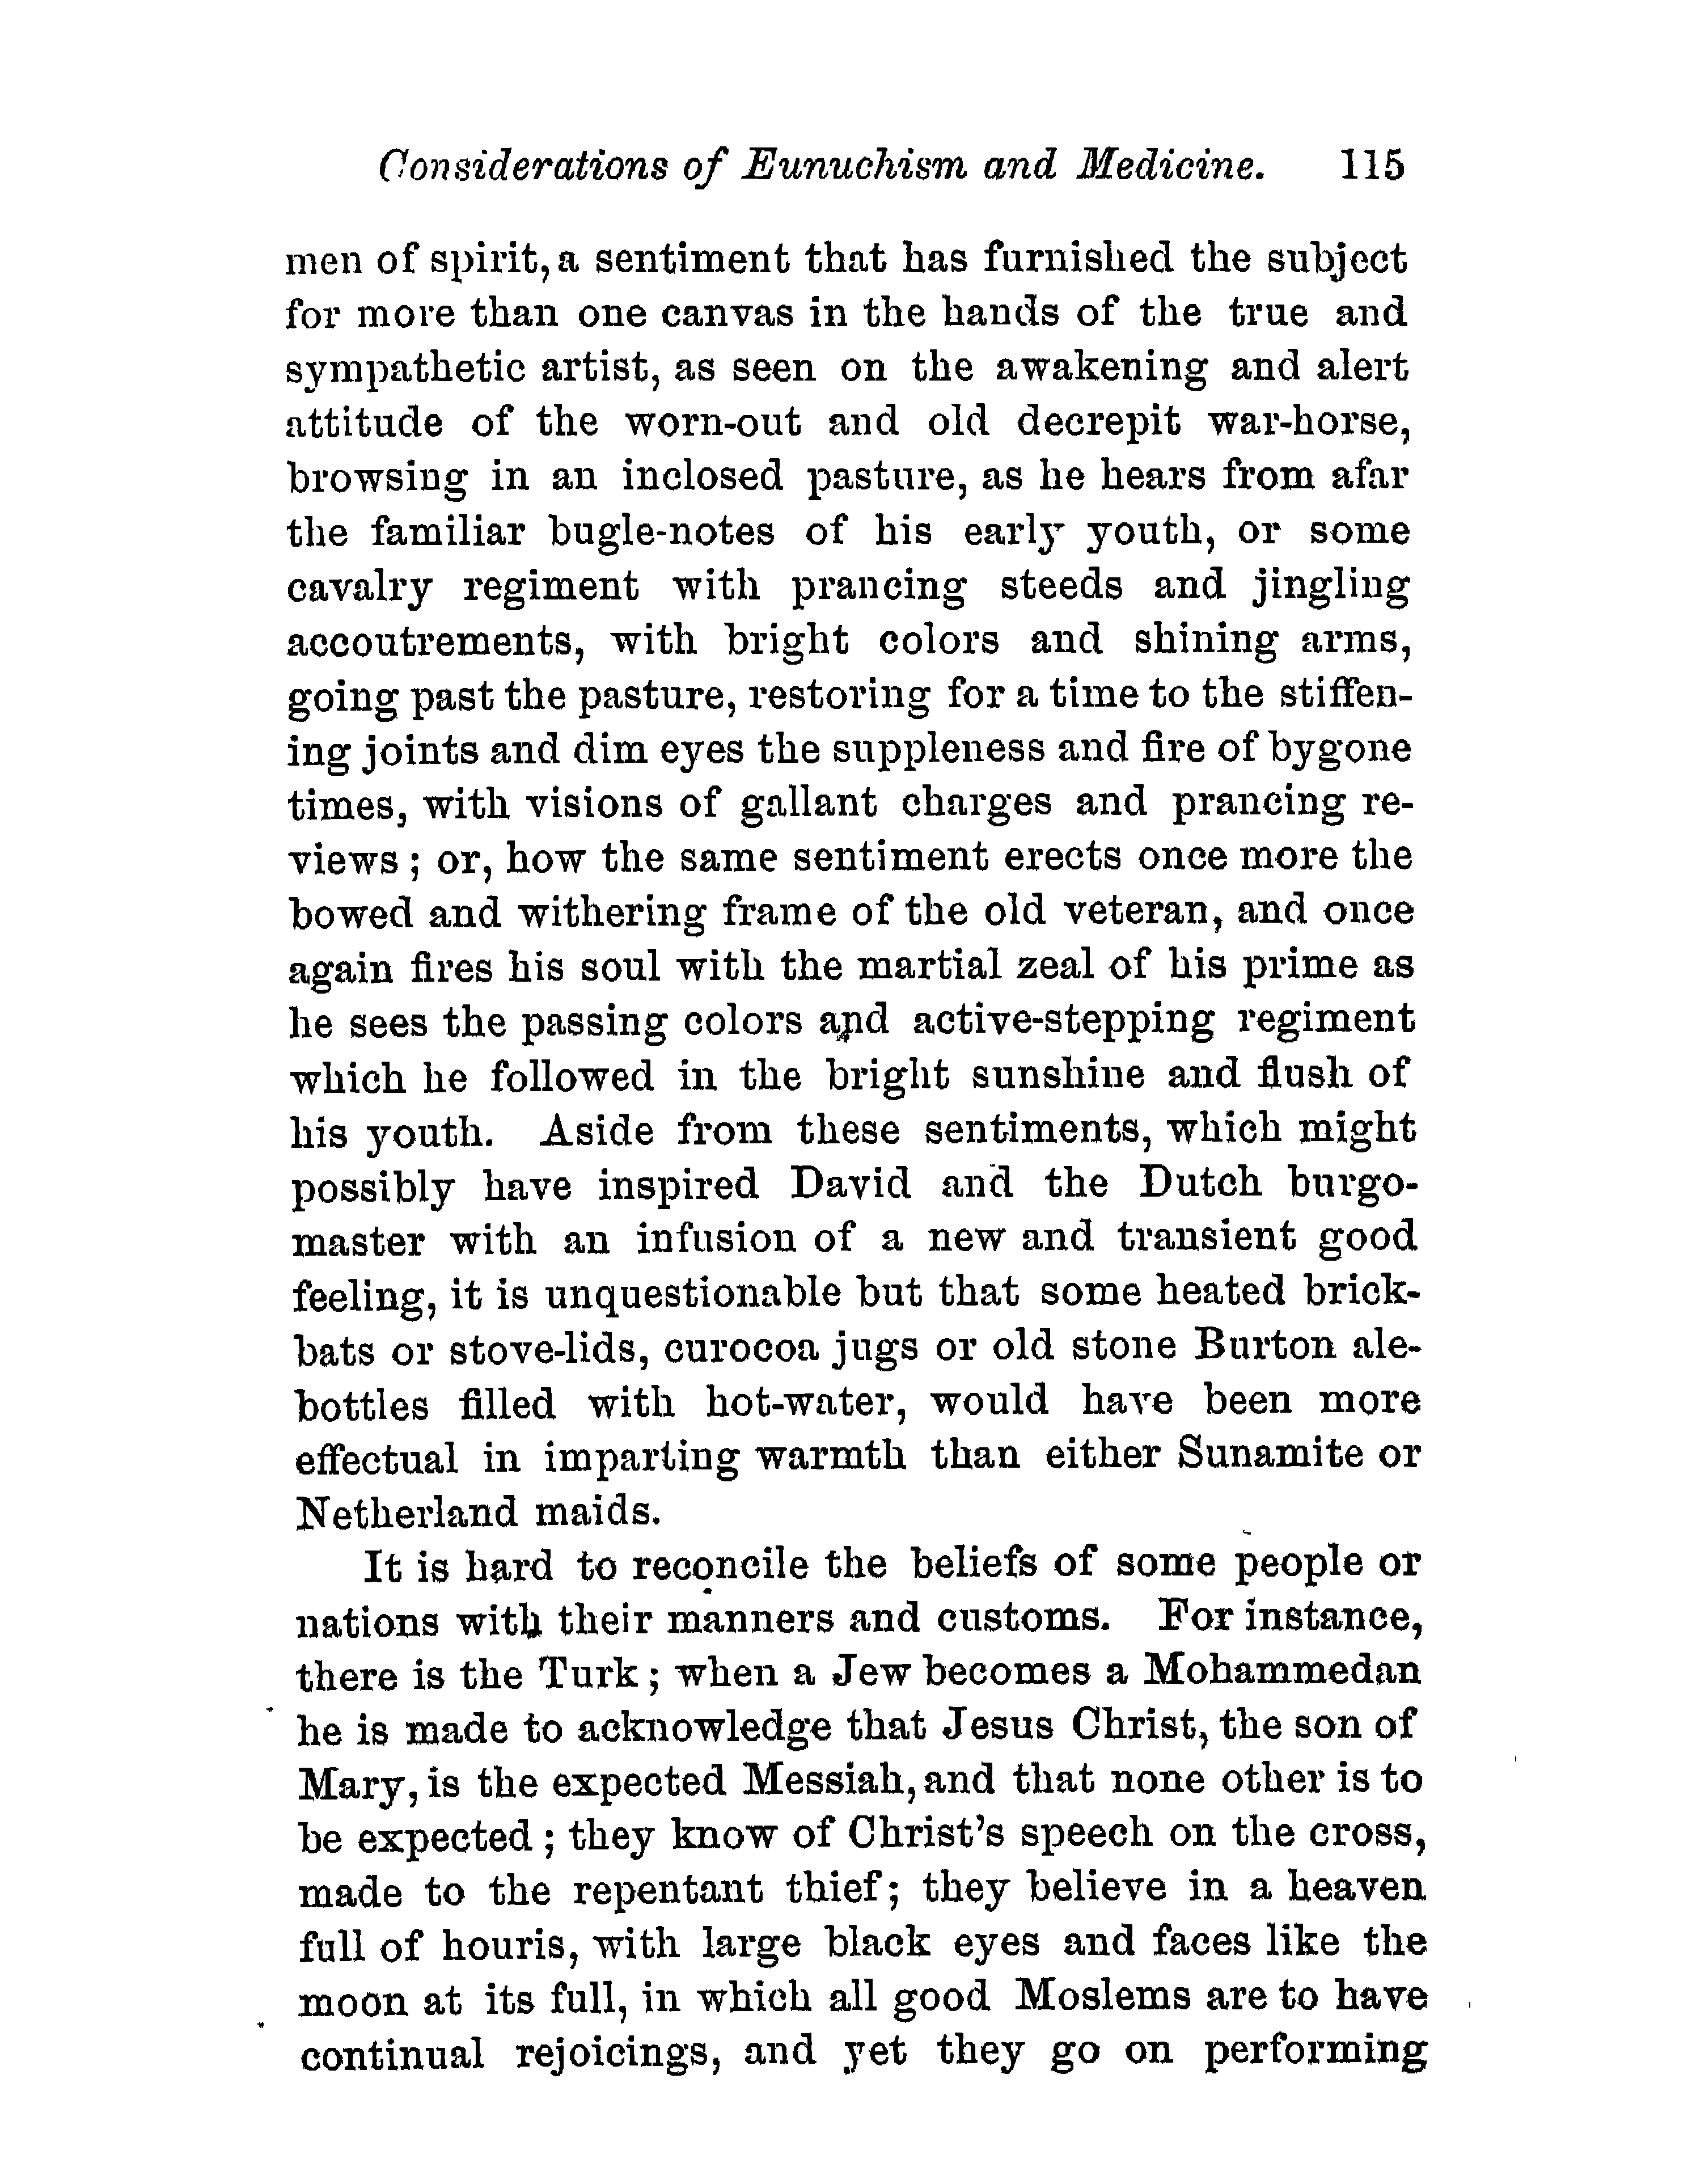 Considerations of Eunuchism and Medicine. 115
men of spirit, a sentiment that has furnished the subject
for more than one canvas in the hands of the true and
sympathetic artist, as seen on the awakening and alert
attitude of the worn-out and old decrepit war-horse,
browsing in an inclosed pasture, as he hears from afar
the familiar bugle-notes of his early youth, or some
cavalry regiment with prancing steeds and jingling
accoutrements, with bright colors and shining arms,
going past the pasture, restoring for a time to the stiffen-
ing joints and dim eyes the suppleness and fire of bygone
times, with visions of gallant charges and prancing re-
views ; or, how the same sentiment erects once more the
bowed and withering frame of the old veteran, and once
again fires his soul with the martial zeal of his prime as
he sees the passing colors and active-stepping regiment
which he followed in the bright sunshine and flush of
his youth. Aside from these sentiments, which might
possibly have inspired David and the Dutch burgo-
master with an infusion of a new and transient good
feeling, it is unquestionable but that some heated brick-
bats or stove-lids, curocoa jugs or old stone Burton ale-
bottles filled with hot-water, would have been more
effectual in imparting warmth than either Sunamite or
Netherland maids.
It is hard to reconcile the beliefs of some people or
nations with their manners and customs. For instance,
there is the Turk ; when a Jew becomes a Mohammedan
he is made to acknowledge that Jesus Christ, the son of
Mary, is the expected Messiah, and that none other is to
be expected ; they know of Christ's speech on the cross,
made to the repentant thief ; they believe in a heaven
full of houris, with large black eyes and faces like the
moon at its full, in which all good Moslems are to have
continual rejoicings, and yet they go on performing